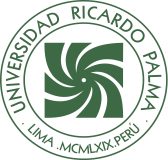 UNIVERSIDAD RICARDO PALMA
LIMA .MCMLXIX.PERÚ